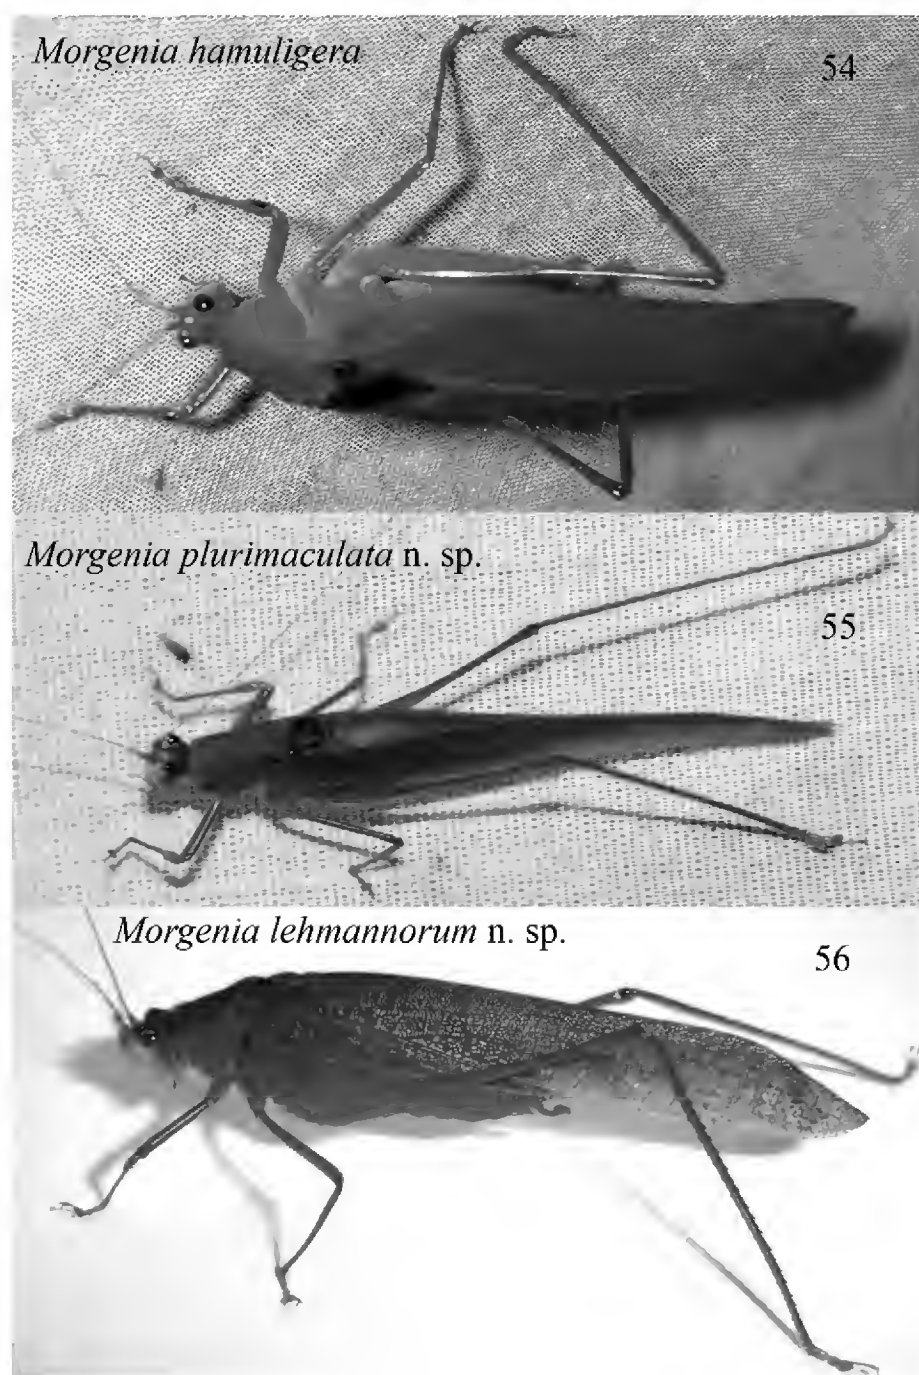 Morgenia hamuligera
54
Morgenia plurimaculata n. sp.
55
Morgenia lehmannorum n. sp.
56